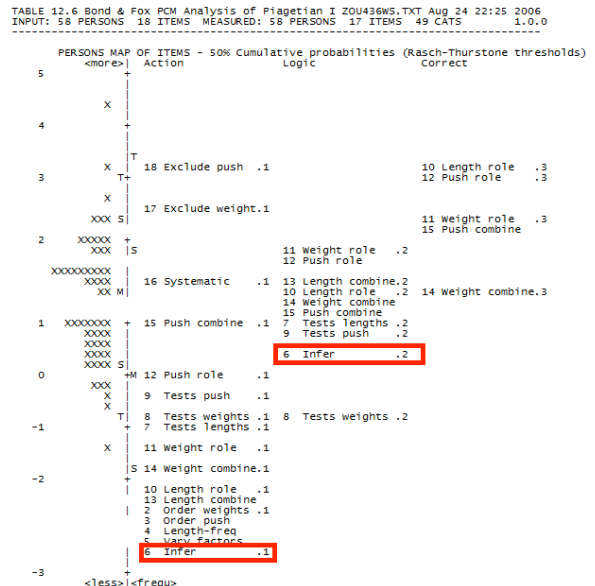 TABLE 12.6 Bond & Fox PCM Analysis of Piagetian I ZOU436WS.TXT Aug 24 22:25 2006
INPUT: 58 PERSONS 18 ITEMS MEASURED: 58 PERSONS 17 ITEMS 49 CATS 1.0.0
--------------------------------------------------------------------------------
PERSONS MAP OF ITEMS - 50% Cumulative probabilities (Rasch-Thurstone thresholds)
<more>| Action Logic Correct
5 +
|
|
|
X |
|
4 +
|
|
|T
X | 18 Exclude push .1 10 Length role .3
3 T+ 12 Push role .3
|
X |
| 17 Exclude weight.1
XXX S| 11 Weight role .3
| 15 Push combine
2 XXXXX +
XXX |S 11 Weight role .2
| 12 Push role
XXXXXXXXX |
XXXX | 16 Systematic .1 13 Length combine.2
XX M| 10 Length role .2 14 Weight combine.3
| 14 Weight combine
| 15 Push combine
1 XXXXXXX + 15 Push combine .1 7 Tests lengths .2
XXXX | 9 Tests push .2
XXXX |
XXXX | 6 Infer .2
XXXX S|
0 +M 12 Push role .1
XXX |
X | 9 Tests push .1
X |
T| 8 Tests weights .1 8 Tests weights .2
-1 + 7 Tests lengths .1
|
X | 11 Weight role .1
|
|S 14 Weight combine.1
-2 +
| 10 Length role .1
13 Length combine
| 2 Order weights .1
3 Order push
4 Length-freq
5 Vary factors
| 6 Infer .1
|
-3 +
<less>|<frequ>